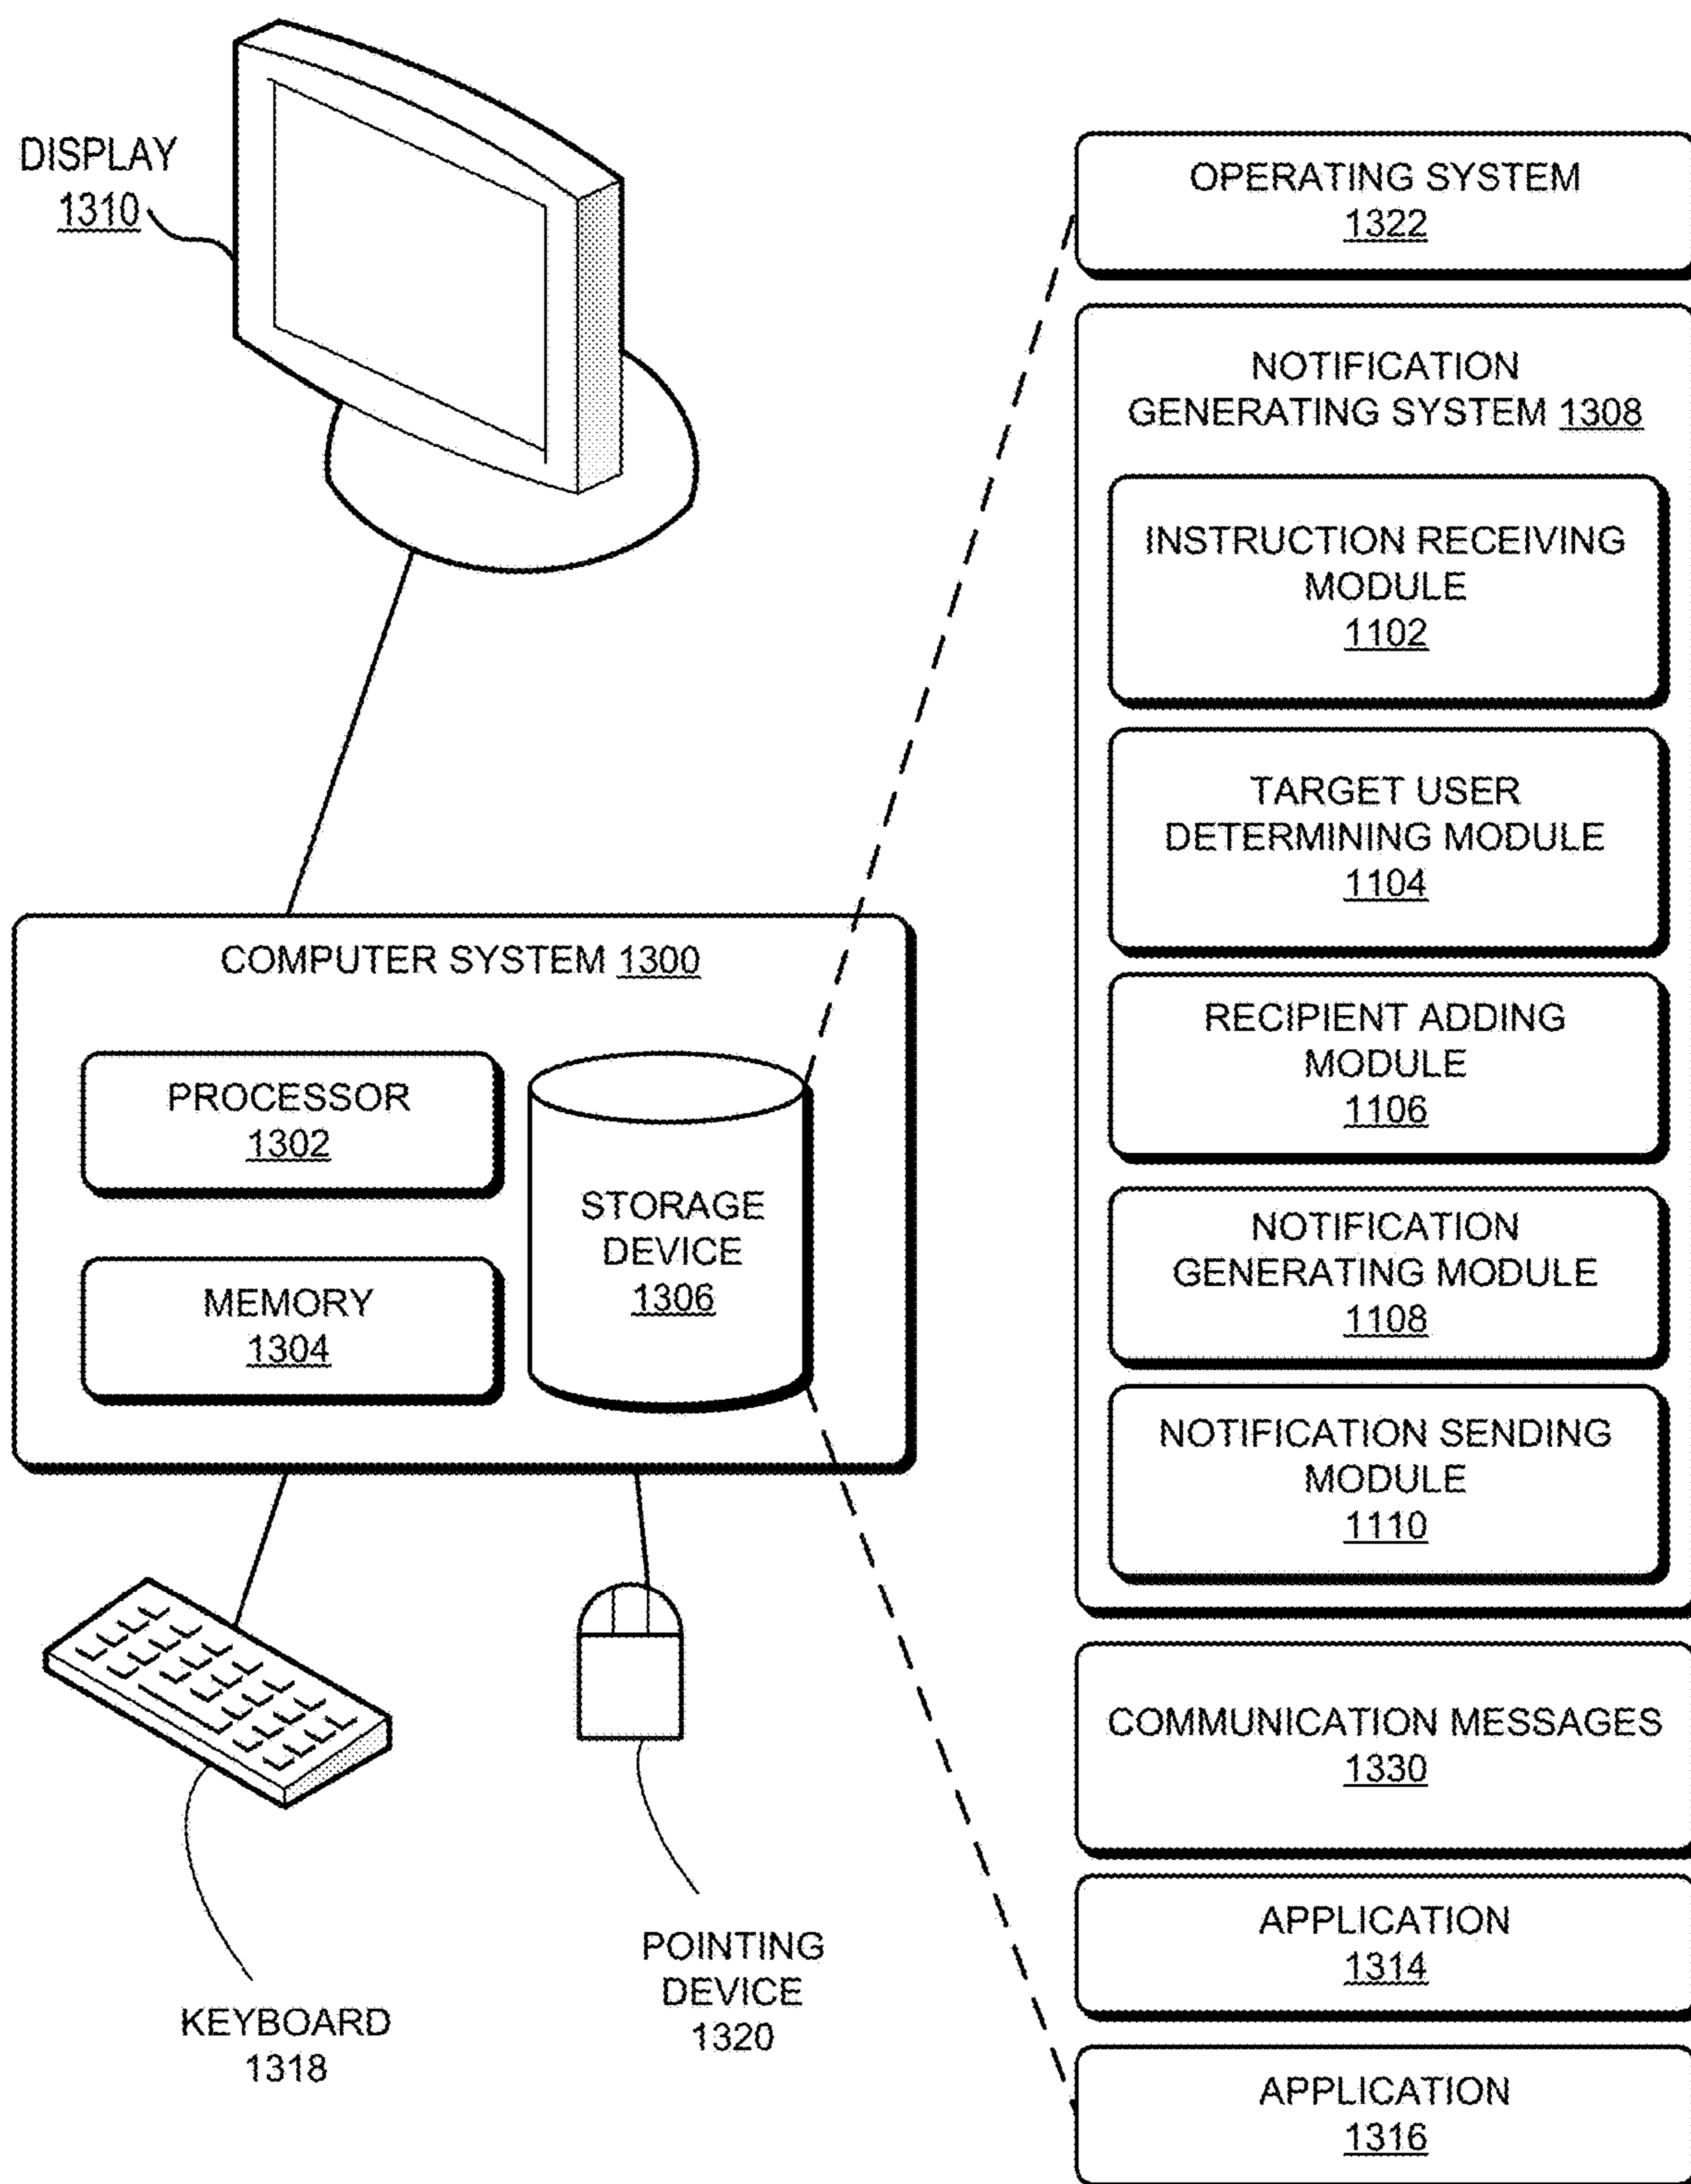 DISPLAY
1310
COMPUTER SYSTEM 1300
PROCESSOR
1302
MEMORY
1304
STORAGE
DEVICE
1306
KEYBOARD
1318
POINTING
DEVICE
1320
OPERATING SYSTEM
1322
NOTIFICATION
GENERATING SYSTEM 1308
INSTRUCTION RECEIVING
MODULE
1102
TARGET USER
DETERMINING MODULE
1104
RECIPIENT ADDING
MODULE
1106
NOTIFICATION
GENERATING MODULE
1108
NOTIFICATION SENDING
MODULE
1110
COMMUNICATION MESSAGES
1330
APPLICATION
1314
APPLICATION
1316